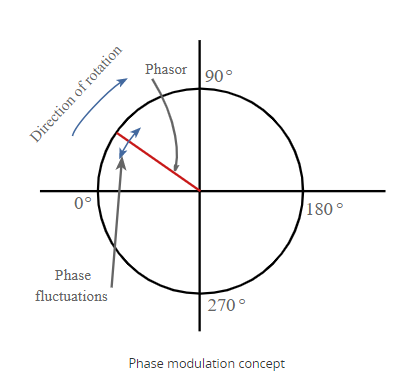 Direction of rotation
Phasor
90°
0°
180°
Phase
fluctuations
270°
Phase modulation concept